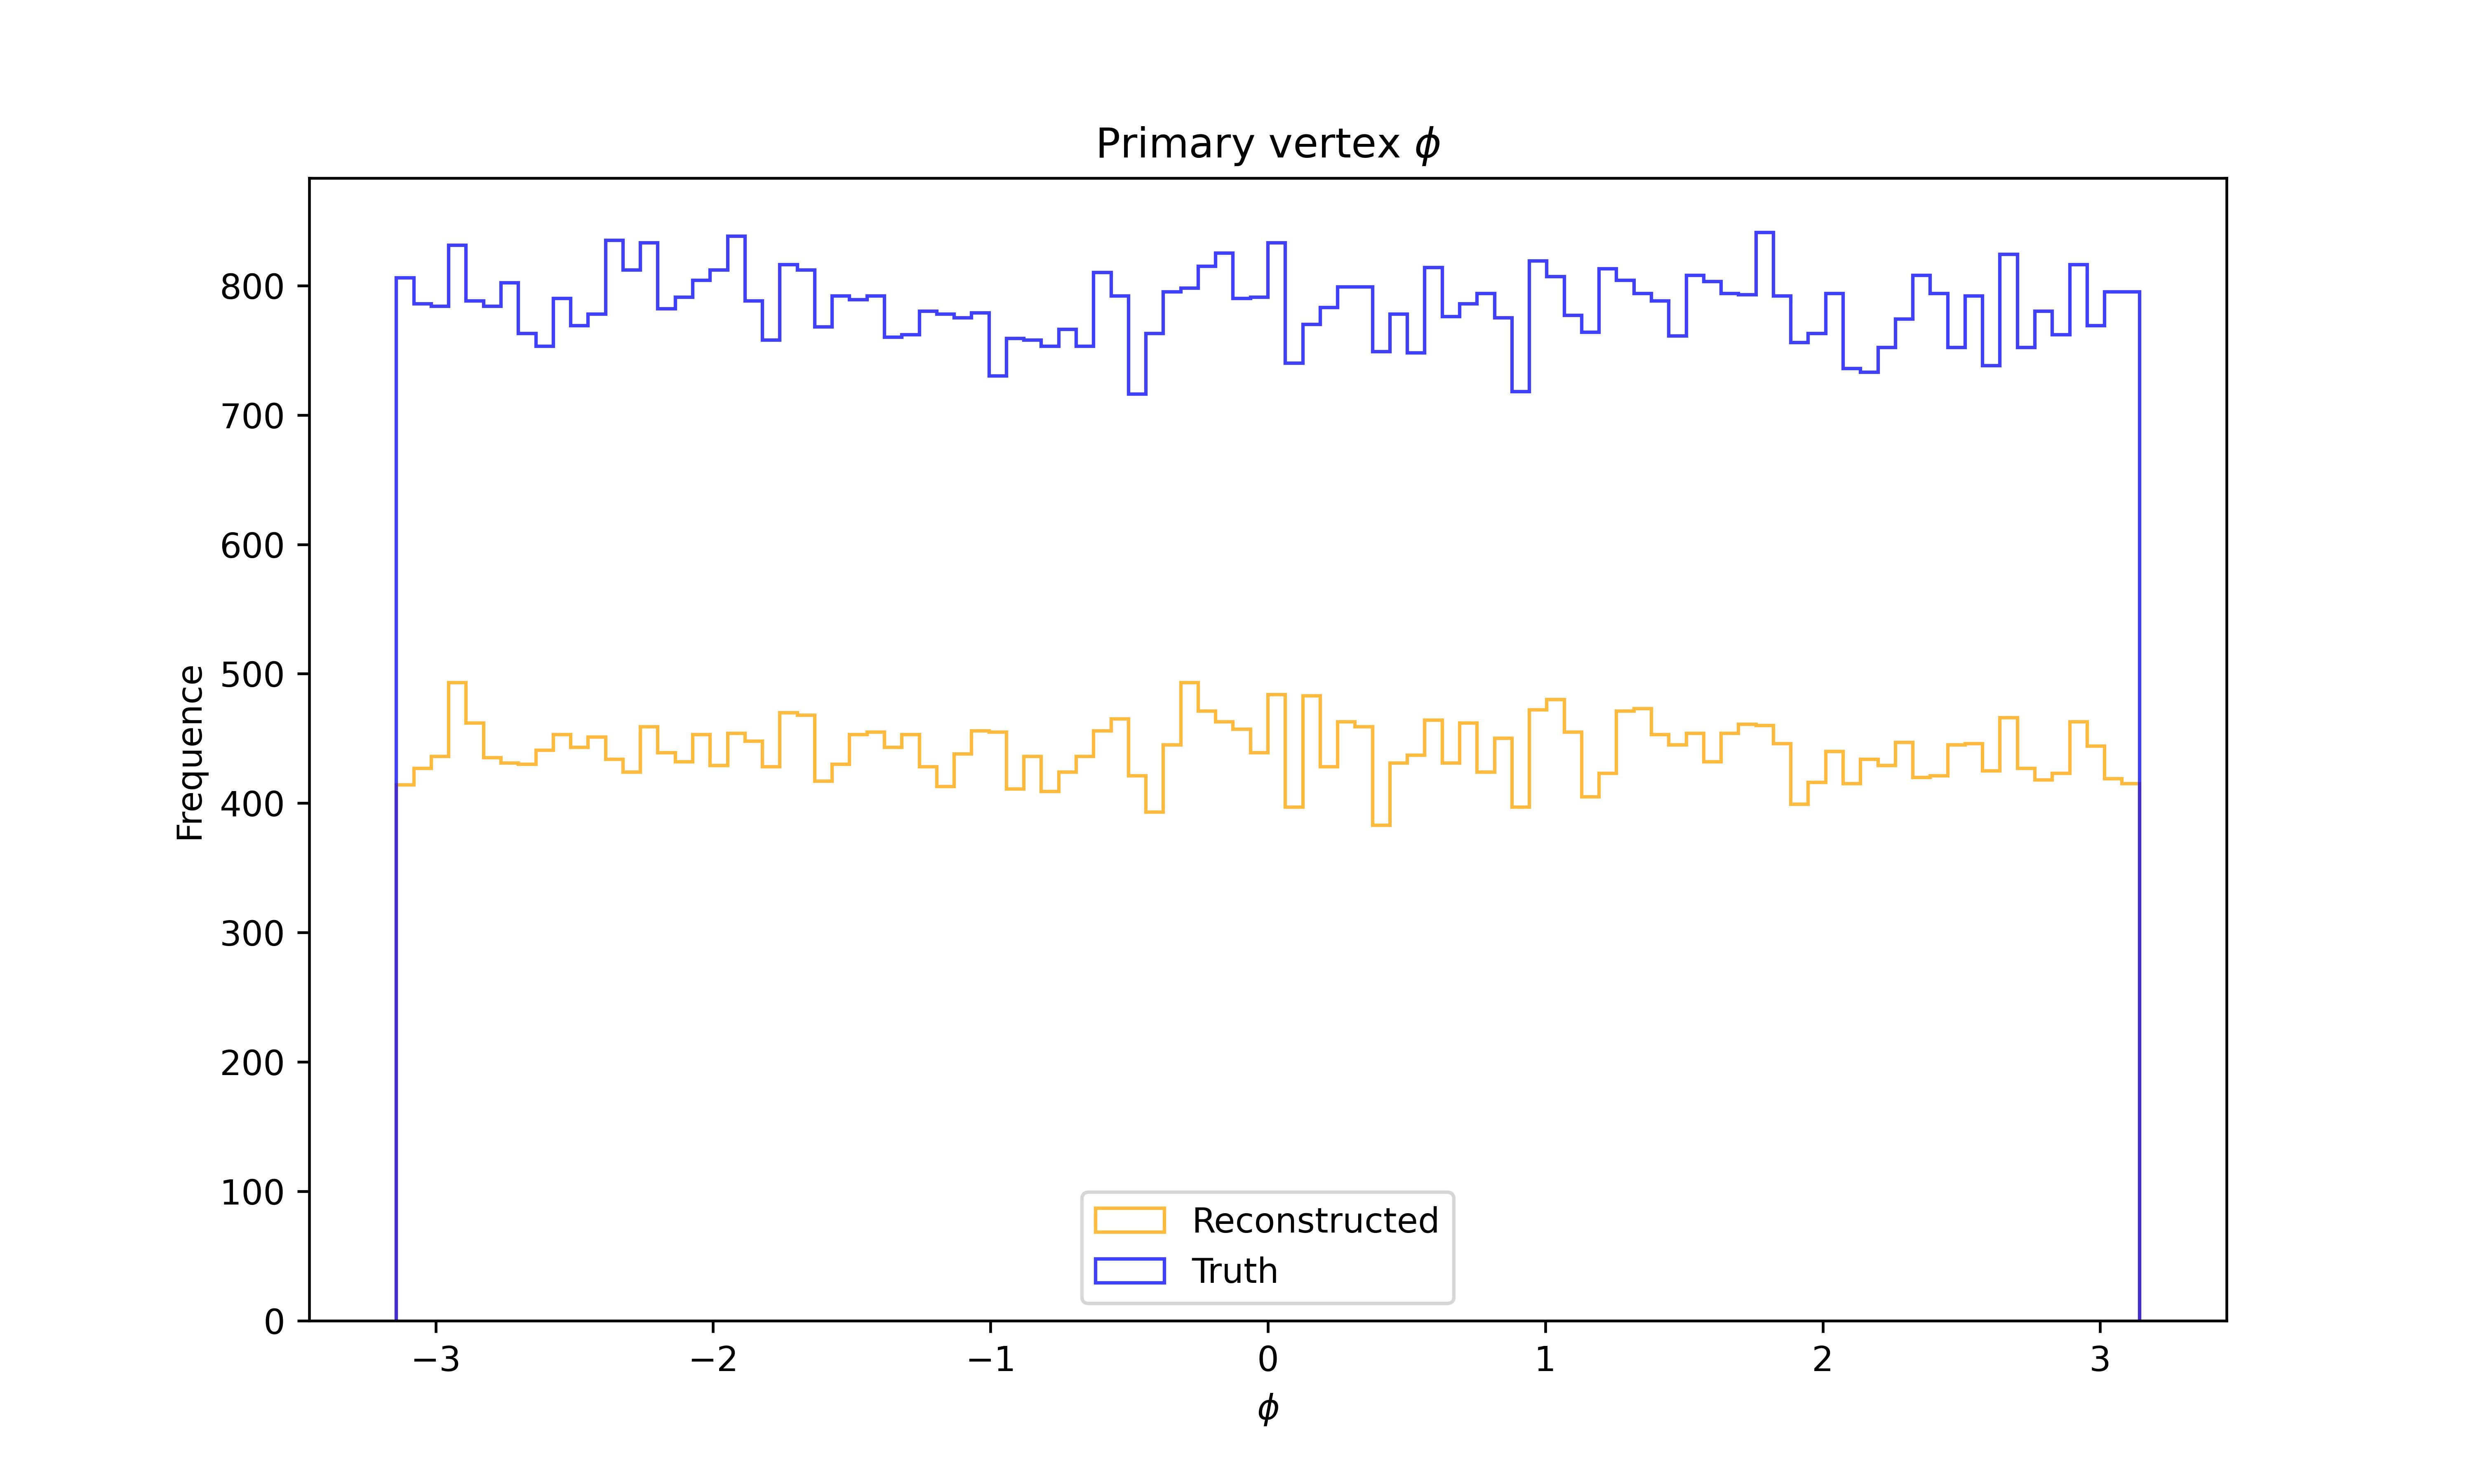 Primary vertex ϕ
800
700
600
500
400
300
200
100
0
Frequence
Reconstructed
Truth
−3 −2 −1 0 1 2 3
ϕ